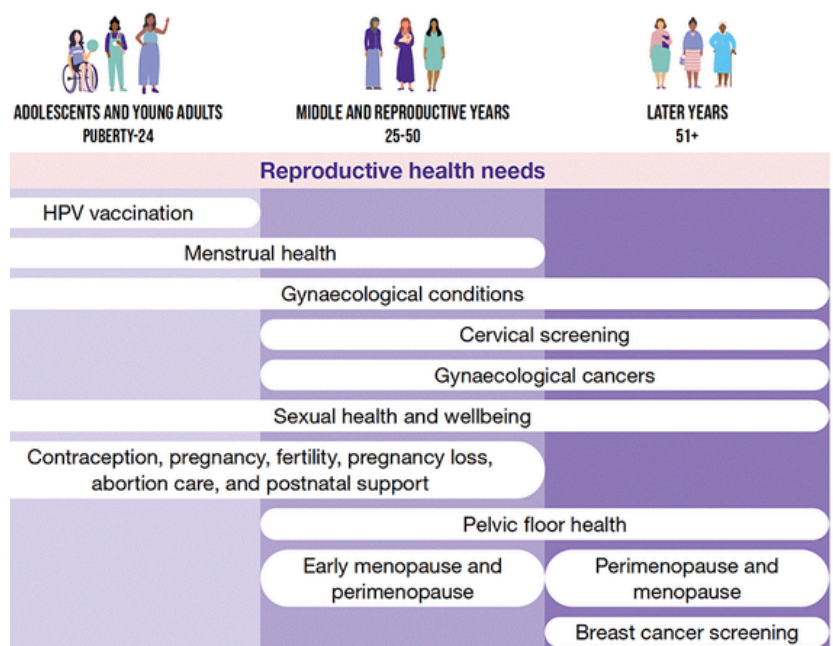 ADOLESCENTS AND YOUNG ADULTS
PUBERTY-24
MIDDLE AND REPRODUCTIVE YEARS
25-50
LATER YEARS
51+
Reproductive health needs
HPV vaccination
Menstrual health
Gynaecological conditions
Cervical screening
Gynaecological cancers
Sexual health and wellbeing
Contraception, pregnancy, fertility, pregnancy loss,
abortion care, and postnatal support
Pelvic floor health
Early menopause and
perimenopause
Perimenopause and
menopause
Breast cancer screening